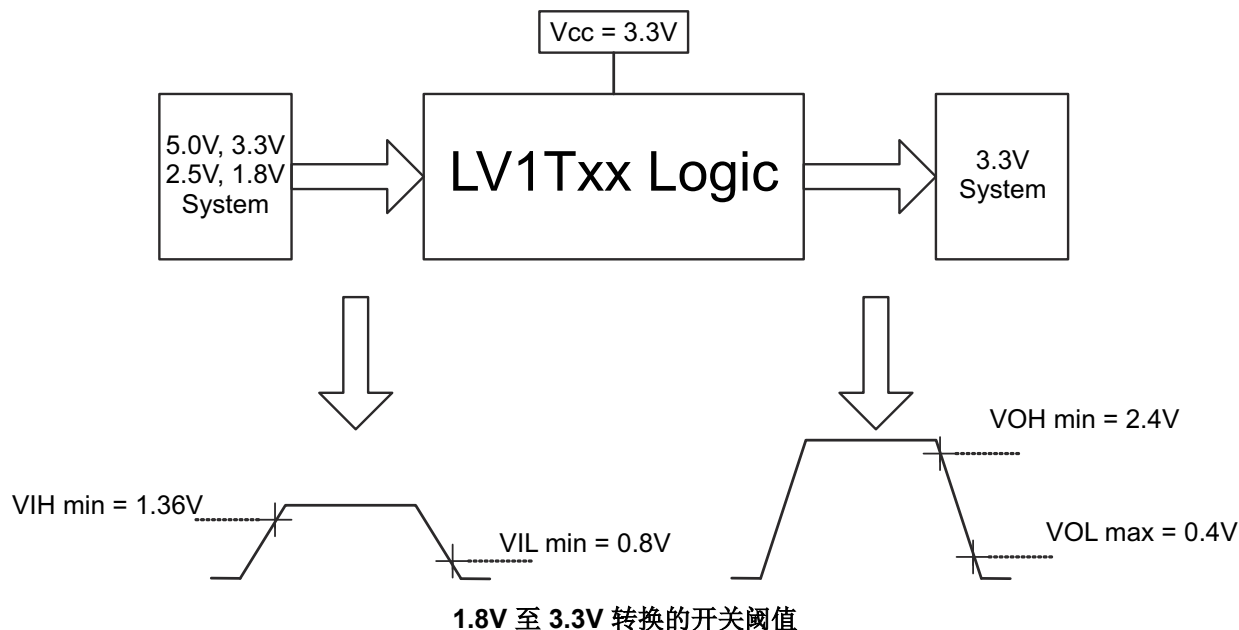 Vcc = 3.3V
5.0V, 3.3V
2.5V, 1.8V
System
LV1Txx Logic
3.3V
System
VIH min = 1.36V
VIL min = 0.8V
VOH min = 2.4V
VOL max = 0.4V
1.8V 至 3.3V 转换的开关阈值